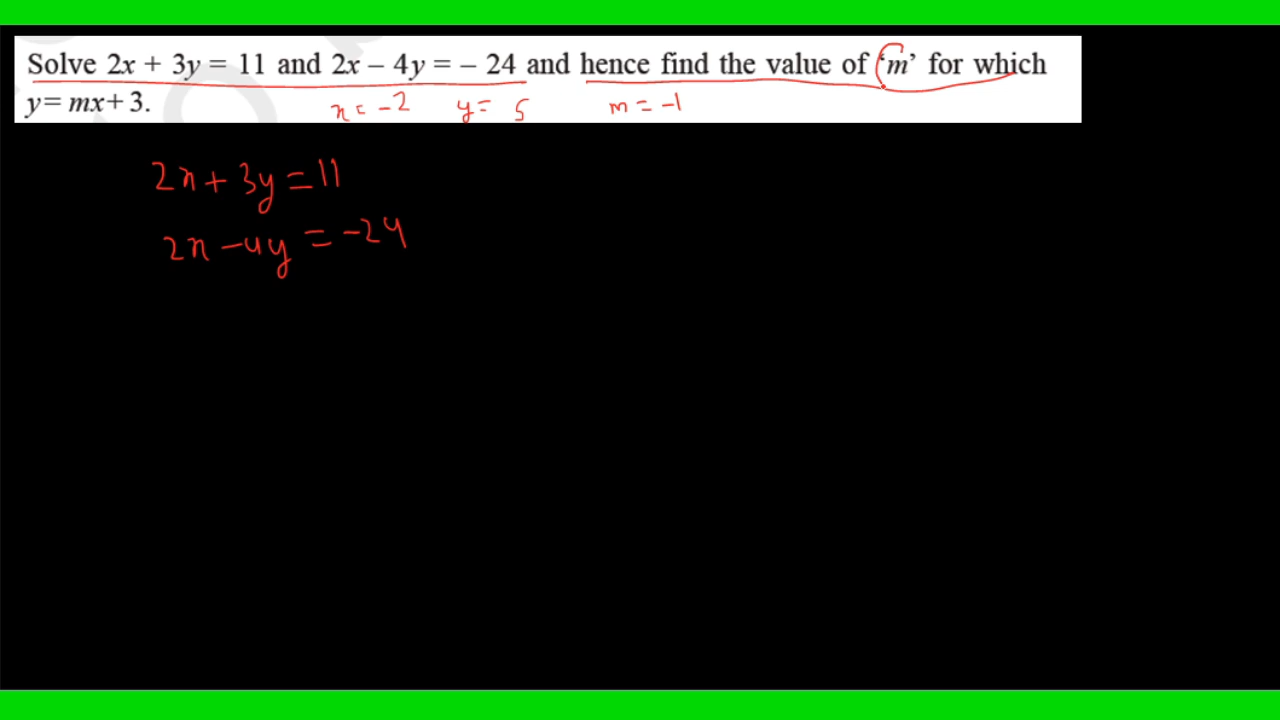 Solve 2x + 3y = 11 and 2x – 4y = – 24 and hence find the value of ‘m’ for which
y= mx+ 3.
x = -2 y = 5 m = -1
2x + 3y = 11
2x - 4y = -24